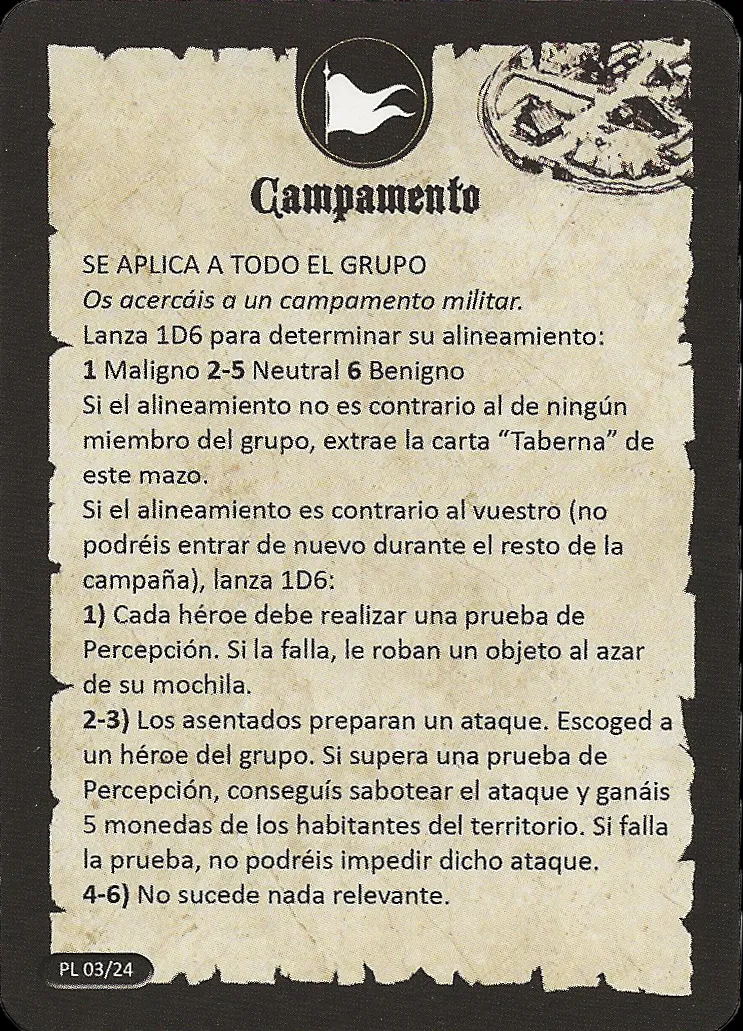 Campamento
SE APLICA A TODO EL GRUPO
Os acercáis a un campamento militar.
Lanza 1D6 para determinar su alineamiento:
1 Maligno 2-5 Neutral 6 Benigno
Si el alineamiento no es contrario al de ningún
miembro del grupo, extrae la carta “Taberna” de
este mazo.
Si el alineamiento es contrario al vuestro (no
podréis entrar de nuevo durante el resto de la
campaña), lanza 1D6:
1) Cada héroe debe realizar una prueba de
Percepción. Si la falla, le roban un objeto al azar
de su mochila.
2-3) Los asentados preparan un ataque. Escoged a
un héroe del grupo. Si supera una prueba de
Percepción, conseguís sabotear el ataque y ganáis
5 monedas de los habitantes del territorio. Si falla
la prueba, no podréis impedir dicho ataque.
4-6) No sucede nada relevante.
PL 03/24